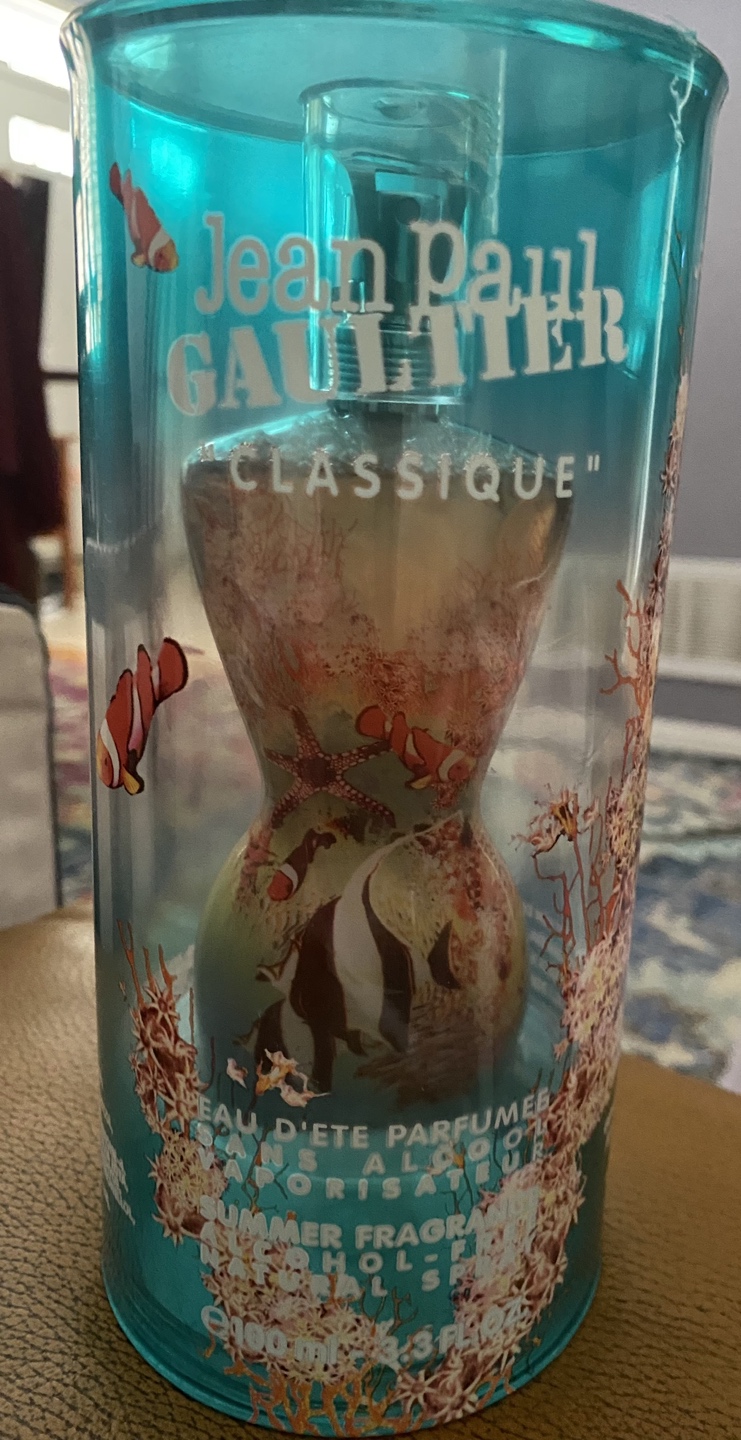 Jean Paul
GAULTIER
"CLASSIQUE"
EAU D'ETE PARFUMEE
SANS ALCOOL
VAPORISATEUR
SUMMER FRAGRANCE
ALCOHOL-FREE
NATURAL SPRAY
℮100 ml - 3.3 FL.OZ.